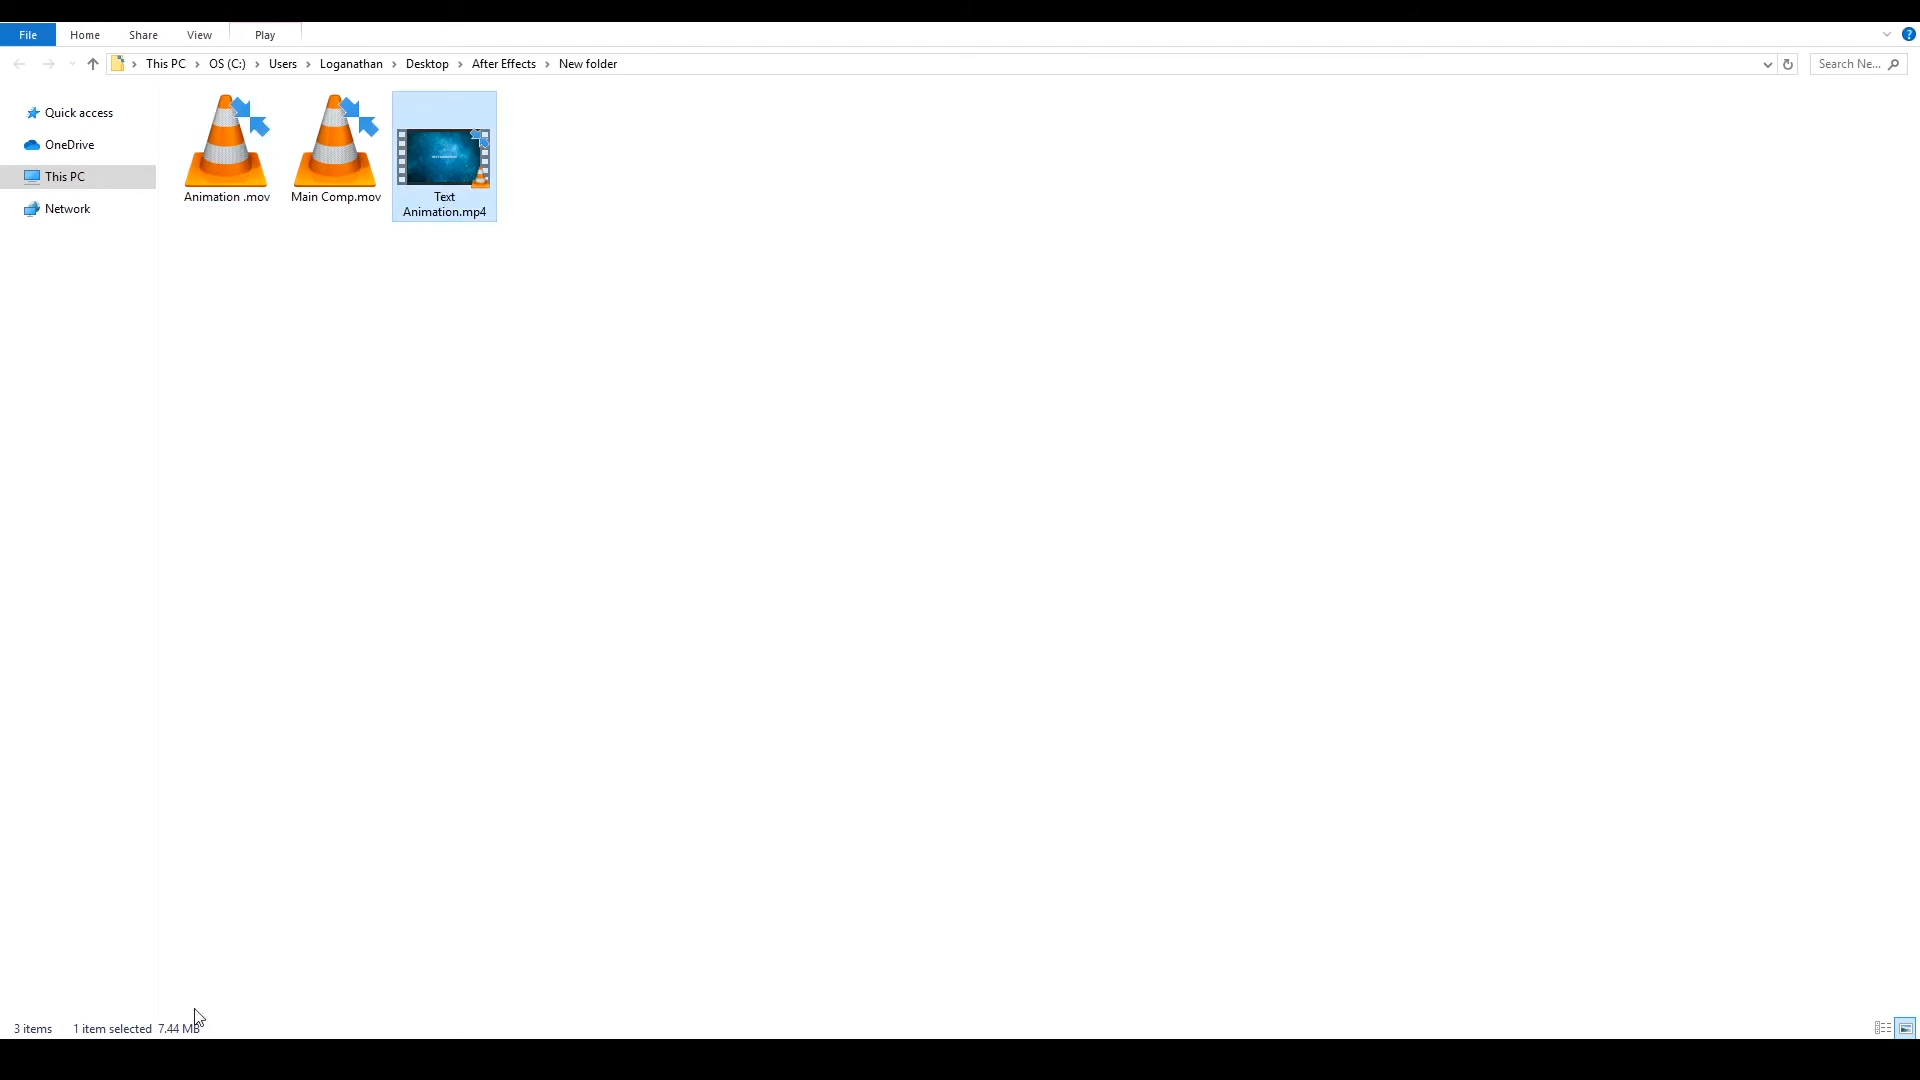 File Home Share View Play
This PC OS (C:) Users Loganathan Desktop After Effects New folder
Search Ne...
Quick access
OneDrive
This PC
Network
Animation .mov
Main Comp.mov
Text
Animation.mp4
3 items 1 item selected 7.44 MB